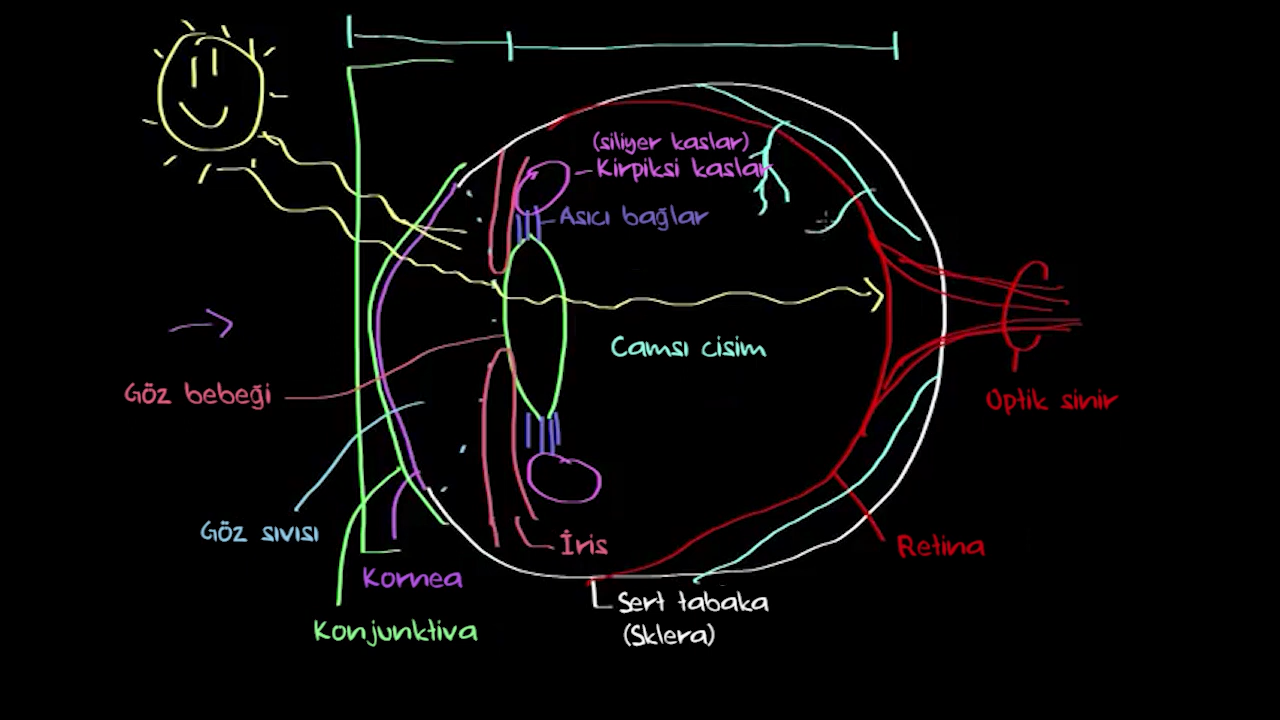 (siliyer kaslar)
Kirpiksi kaslar
Asıcı bağlar
Camsı cisim
Göz bebeği
Optik sinir
Göz sıvısı
İris
Retina
Kornea
Sert tabaka
(Sklera)
Konjunktiva